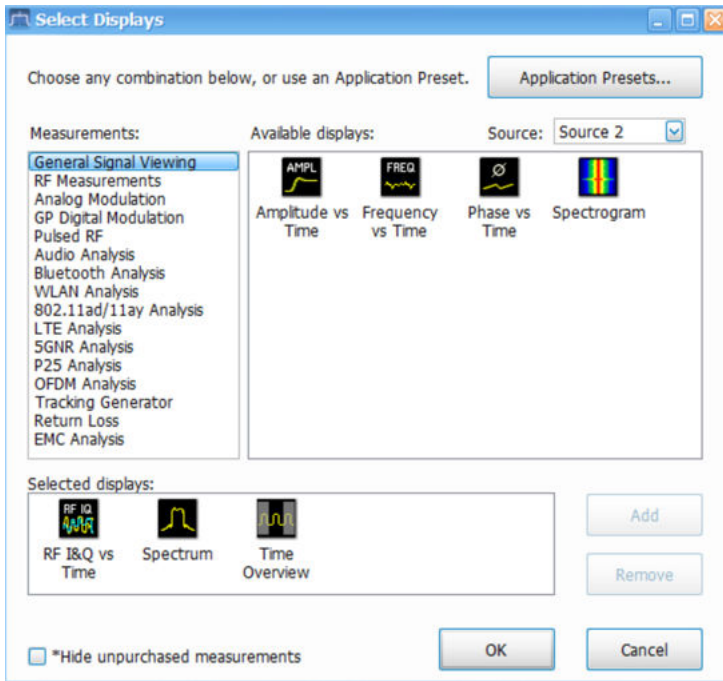 Select Displays
Choose any combination below, or use an Application Preset.
Application Presets...
Measurements:
Available displays:
Source:
Source 2
General Signal Viewing
RF Measurements
Analog Modulation
GP Digital Modulation
Pulsed RF
Audio Analysis
Bluetooth Analysis
WLAN Analysis
802.11ad/11ay Analysis
LTE Analysis
5GNR Analysis
P25 Analysis
OFDM Analysis
Tracking Generator
Return Loss
EMC Analysis
AMPL
Amplitude vs
Time
FREQ
Frequency
vs Time
Ø
Phase vs
Time
Spectrogram
Selected displays:
RF IQ
RF I&Q vs
Time
Spectrum
Time
Overview
Add
Remove
*Hide unpurchased measurements
OK
Cancel